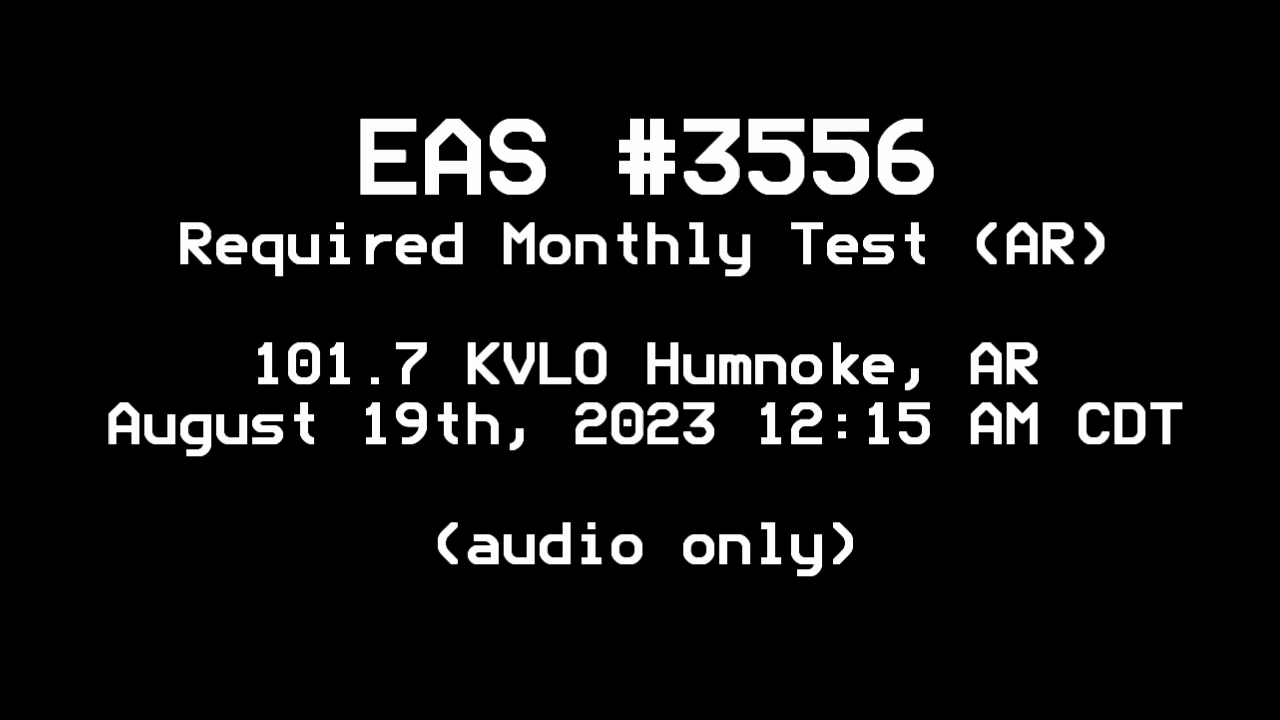 EAS #3556
Required Monthly Test (AR)
101.7 KVLO Humnoke, AR
August 19th, 2023 12:15 AM CDT
(audio only)